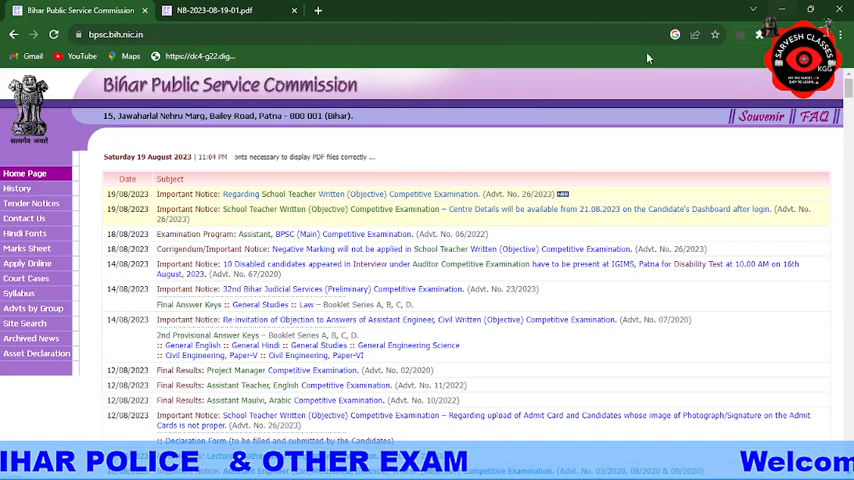 Bihar Public Service Commission
NB-2023-08-19-01.pdf
bpsc.bih.nic.in
Gmail
YouTube
Maps
https://dc4-g22.dig...
SARVESH CLASSES
KGG
Bihar Public Service Commission
15, Jawaharlal Nehru Marg, Bailey Road, Patna - 800 001 (Bihar).
|| Souvenir || FAQ ||
सत्यमेव जयते
Saturday 19 August 2023 | 11:04 PM onts necessary to display PDF files correctly ...
Home Page
History
Tender Notices
Contact Us
Hindi Fonts
Marks Sheet
Apply Online
Court Cases
Syllabus
Advts by Group
Site Search
Archived News
Asset Declaration
Date Subject
19/08/2023 Important Notice: Regarding School Teacher Written (Objective) Competitive Examination. (Advt. No. 26/2023)
19/08/2023 Important Notice: School Teacher Written (Objective) Competitive Examination – Centre Details will be available from 21.08.2023 on the Candidate's Dashboard after login. (Advt. No.
26/2023)
18/08/2023 Examination Program: Assistant, BPSC (Main) Competitive Examination. (Advt. No. 06/2022)
18/08/2023 Corrigendum/Important Notice: Negative Marking will not be applied in School Teacher Written (Objective) Competitive Examination. (Advt. No. 26/2023)
14/08/2023 Important Notice: 10 Disabled candidates appeared in Interview under Auditor Competitive Examination have to be present at IGIMS, Patna for Disability Test at 10.00 AM on 16th
August, 2023. (Advt. No. 67/2020)
14/08/2023 Important Notice: 32nd Bihar Judicial Services (Preliminary) Competitive Examination. (Advt. No. 23/2023)
Final Answer Keys :: General Studies :: Law – Booklet Series A, B, C, D.
14/08/2023 Important Notice: Re-invitation of Objection to Answers of Assistant Engineer, Civil Written (Objective) Competitive Examination. (Advt. No. 07/2020)
2nd Provisional Answer Keys – Booklet Series A, B, C, D.
:: General English :: General Hindi :: General Studies :: General Engineering Science
:: Civil Engineering, Paper-V :: Civil Engineering, Paper-VI
12/08/2023 Final Results: Project Manager Competitive Examination. (Advt. No. 02/2020)
12/08/2023 Final Results: Assistant Teacher, English Competitive Examination. (Advt. No. 11/2022)
12/08/2023 Final Results: Assistant Maulvi, Arabic Competitive Examination. (Advt. No. 10/2022)
12/08/2023 Important Notice: School Teacher Written (Objective) Competitive Examination – Regarding upload of Admit Card and Candidates whose image of Photograph/Signature on the Admit
Cards is not proper. (Advt. No. 26/2023)
:: Declaration Form (to be filled and submitted by the Candidates)
IHAR POLICE & OTHER EXAM Welcom